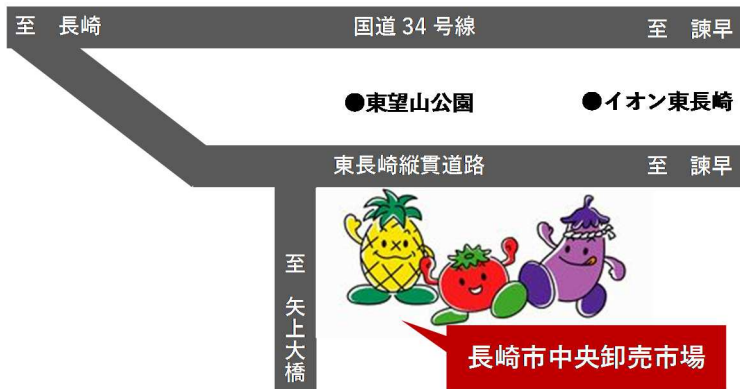 至 長崎
国道34号線
至 諫早
●東望山公園
●イオン東長崎
東長崎縦貫道路
至 諫早
至 矢上大橋
長崎市中央卸売市場